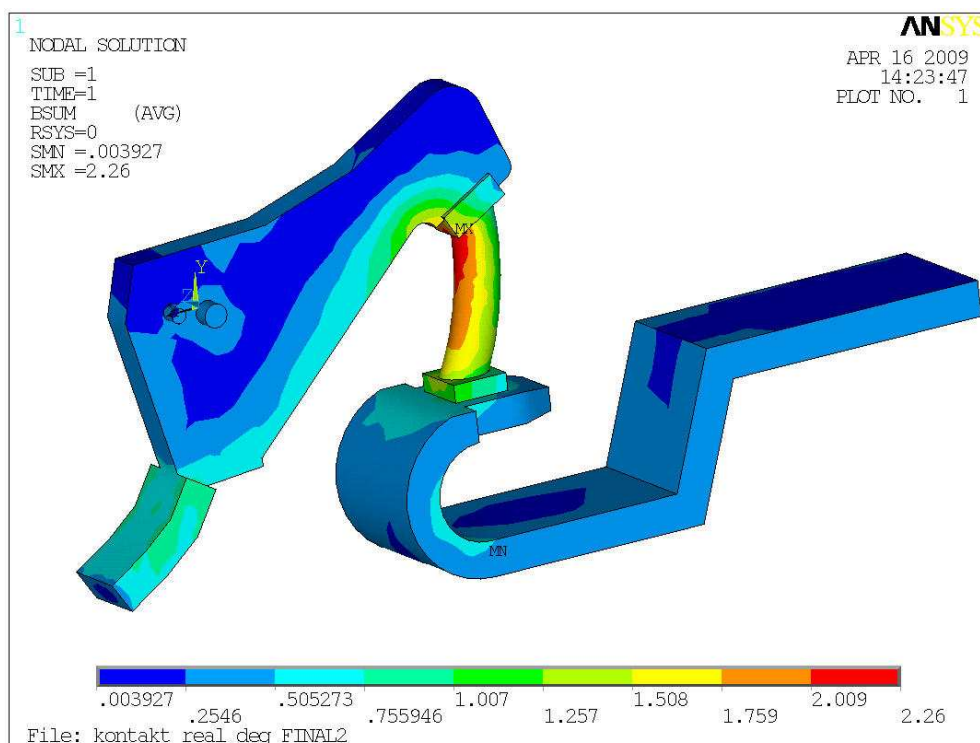 1
NODAL SOLUTION
SUB =1
TIME=1
BSUM (AVG)
RSYS=0
SMN =.003927
SMX =2.26
ANSYS
APR 16 2009
14:23:47
PLOT NO. 1
MX
Y
Z
MN
.003927 .505273 1.007 1.508 2.009
.2546 .755946 1.257 1.759 2.26
File: kontakt real deg FINAL2